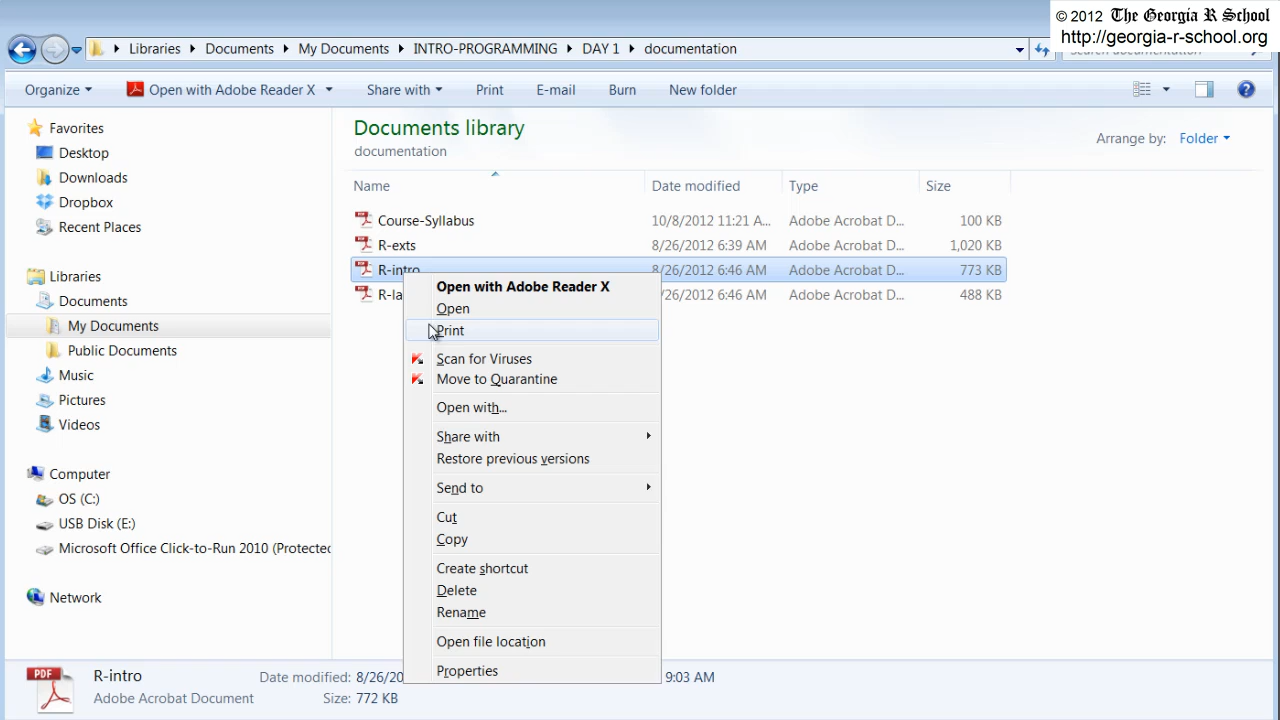 © 2012 The Georgia R School
http://georgia-r-school.org
Libraries Documents My Documents INTRO-PROGRAMMING DAY 1 documentation
Organize Open with Adobe Reader X Share with Print E-mail Burn New folder
Favorites
Desktop
Downloads
Dropbox
Recent Places
Libraries
Documents
My Documents
Public Documents
Music
Pictures
Videos
Computer
OS (C:)
USB Disk (E:)
Microsoft Office Click-to-Run 2010 (Protected
Network
Documents library
documentation
Arrange by: Folder
Name Date modified Type Size
Course-Syllabus 10/8/2012 11:21 A... Adobe Acrobat D... 100 KB
R-exts 8/26/2012 6:39 AM Adobe Acrobat D... 1,020 KB
R-intro 8/26/2012 6:46 AM Adobe Acrobat D... 773 KB
R-la /26/2012 6:46 AM Adobe Acrobat D... 488 KB
Open with Adobe Reader X
Open
Print
Scan for Viruses
Move to Quarantine
Open with...
Share with
Restore previous versions
Send to
Cut
Copy
Create shortcut
Delete
Rename
Open file location
Properties
PDF
R-intro Date modified: 8/26/20 9:03 AM
Adobe Acrobat Document Size: 772 KB